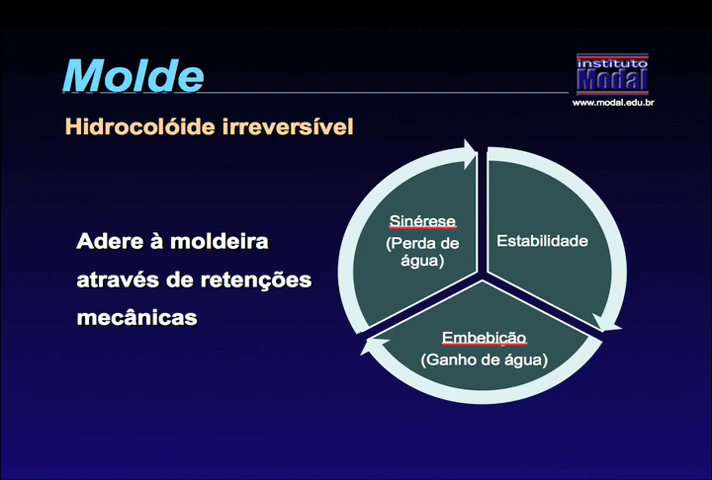 Molde
instituto
Modal
www.modal.edu.br
Hidrocolóide irreversível
Adere à moldeira
através de retenções
mecânicas
Sinérese
(Perda de
água)
Estabilidade
Embebição
(Ganho de água)